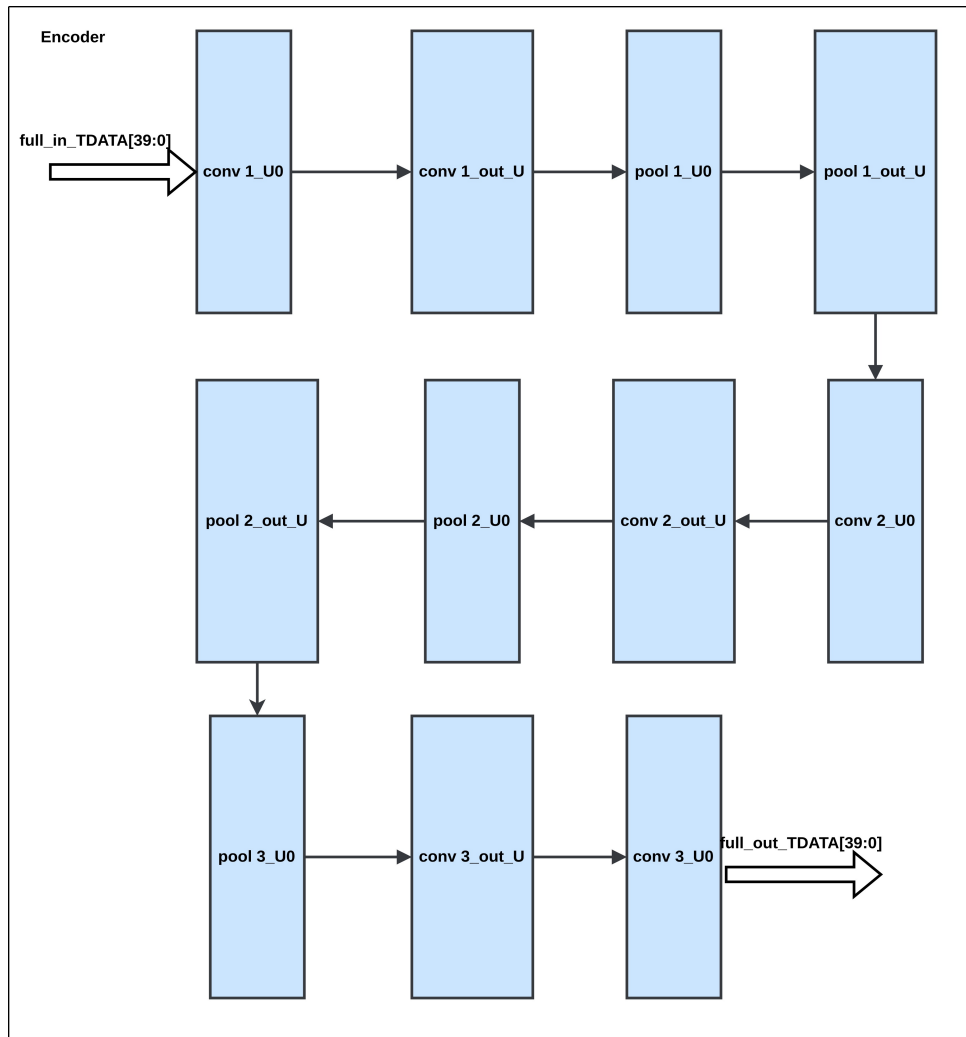 Encoder
full_in_TDATA[39:0]
conv 1_U0
conv 1_out_U
pool 1_U0
pool 1_out_U
conv 2_U0
conv 2_out_U
pool 2_U0
pool 2_out_U
pool 3_U0
conv 3_out_U
conv 3_U0
full_out_TDATA[39:0]